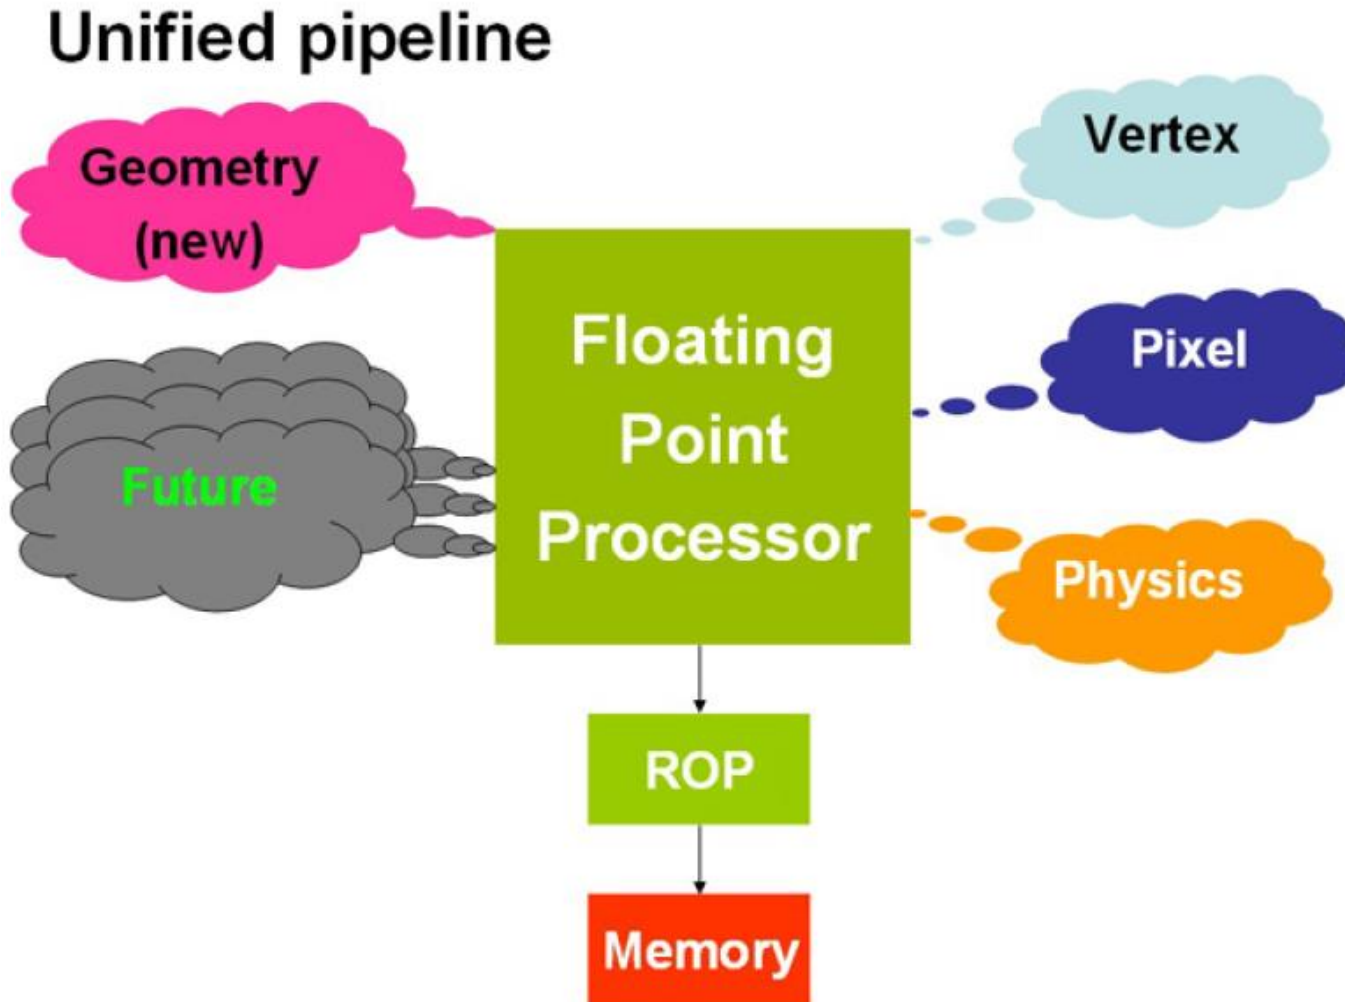 Unified pipeline
Geometry
(new)
Vertex
Floating
Point
Processor
Pixel
Future
Physics
ROP
Memory